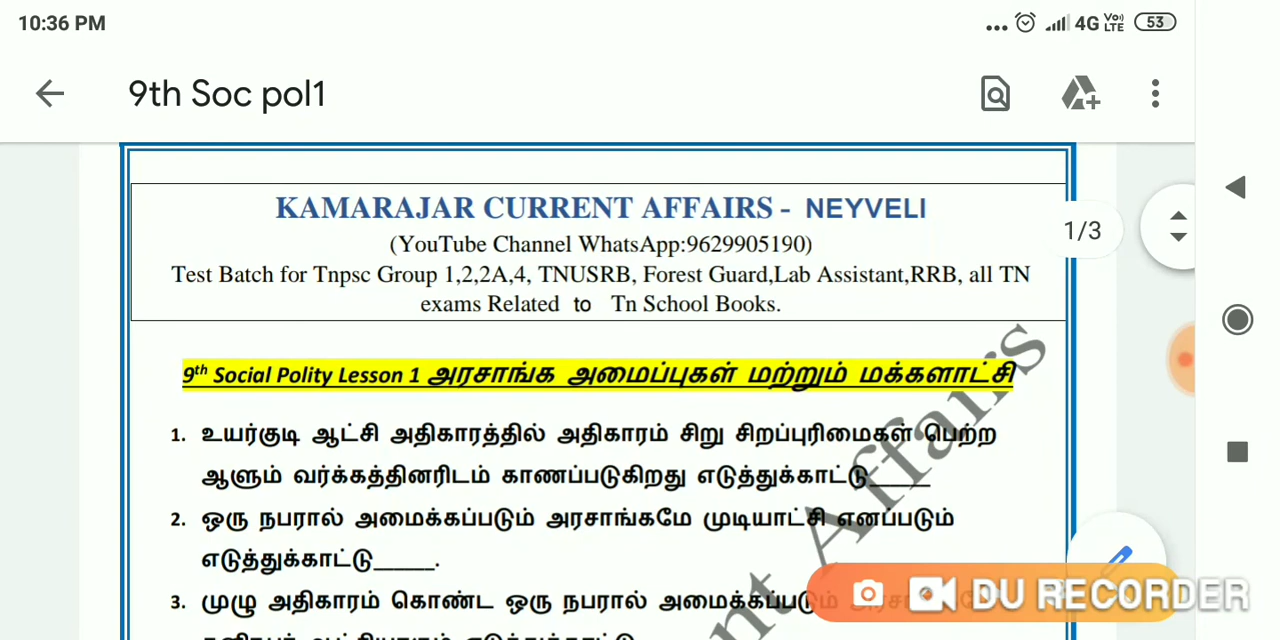 10:36 PM
4G Vo) LTE 53
9th Soc pol1
KAMARAJAR CURRENT AFFAIRS - NEYVELI
(YouTube Channel WhatsApp:9629905190)
1/3
Test Batch for Tnpsc Group 1,2,2A,4, TNUSRB, Forest Guard,Lab Assistant,RRB, all TN
exams Related to Tn School Books.
9th Social Polity Lesson 1 அரசாங்க அமைப்புகள் மற்றும் மக்களாட்சி
1. உயர்குடி ஆட்சி அதிகாரத்தில் அதிகாரம் சிறு சிறப்புரிமைகள் பெற்ற
ஆளும் வர்க்கத்தினரிடம் காணப்படுகிறது எடுத்துக்காட்டு_____
2. ஒரு நபரால் அமைக்கப்படும் அரசாங்கமே முடியாட்சி எனப்படும்
எடுத்துக்காட்டு_____.
3. முழு அதிகாரம் கொண்ட ஒரு நபரால் அமைக்கப்படும்
Affairs
DU RECORDER